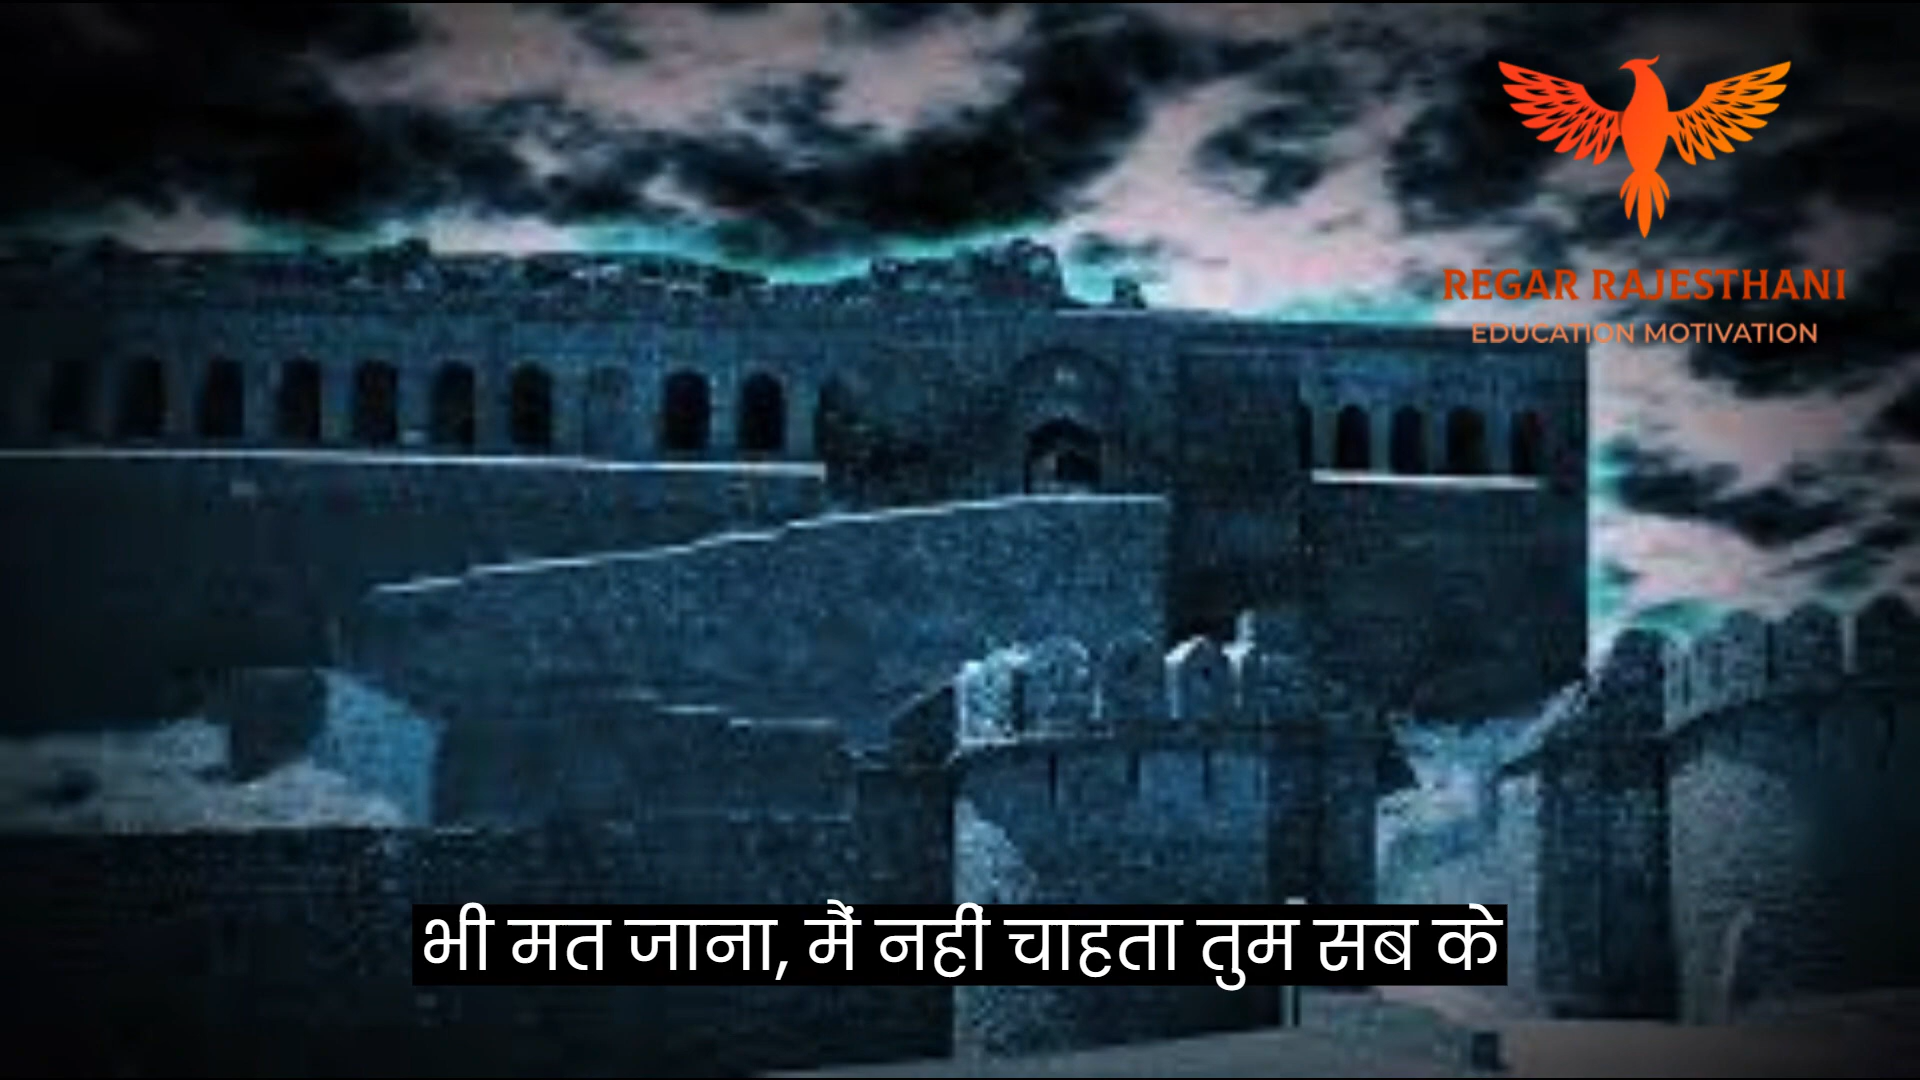 REGAR RAJESTHANI
EDUCATION MOTIVATION
भी मत जाना, मैं नहीं चाहता तुम सब के